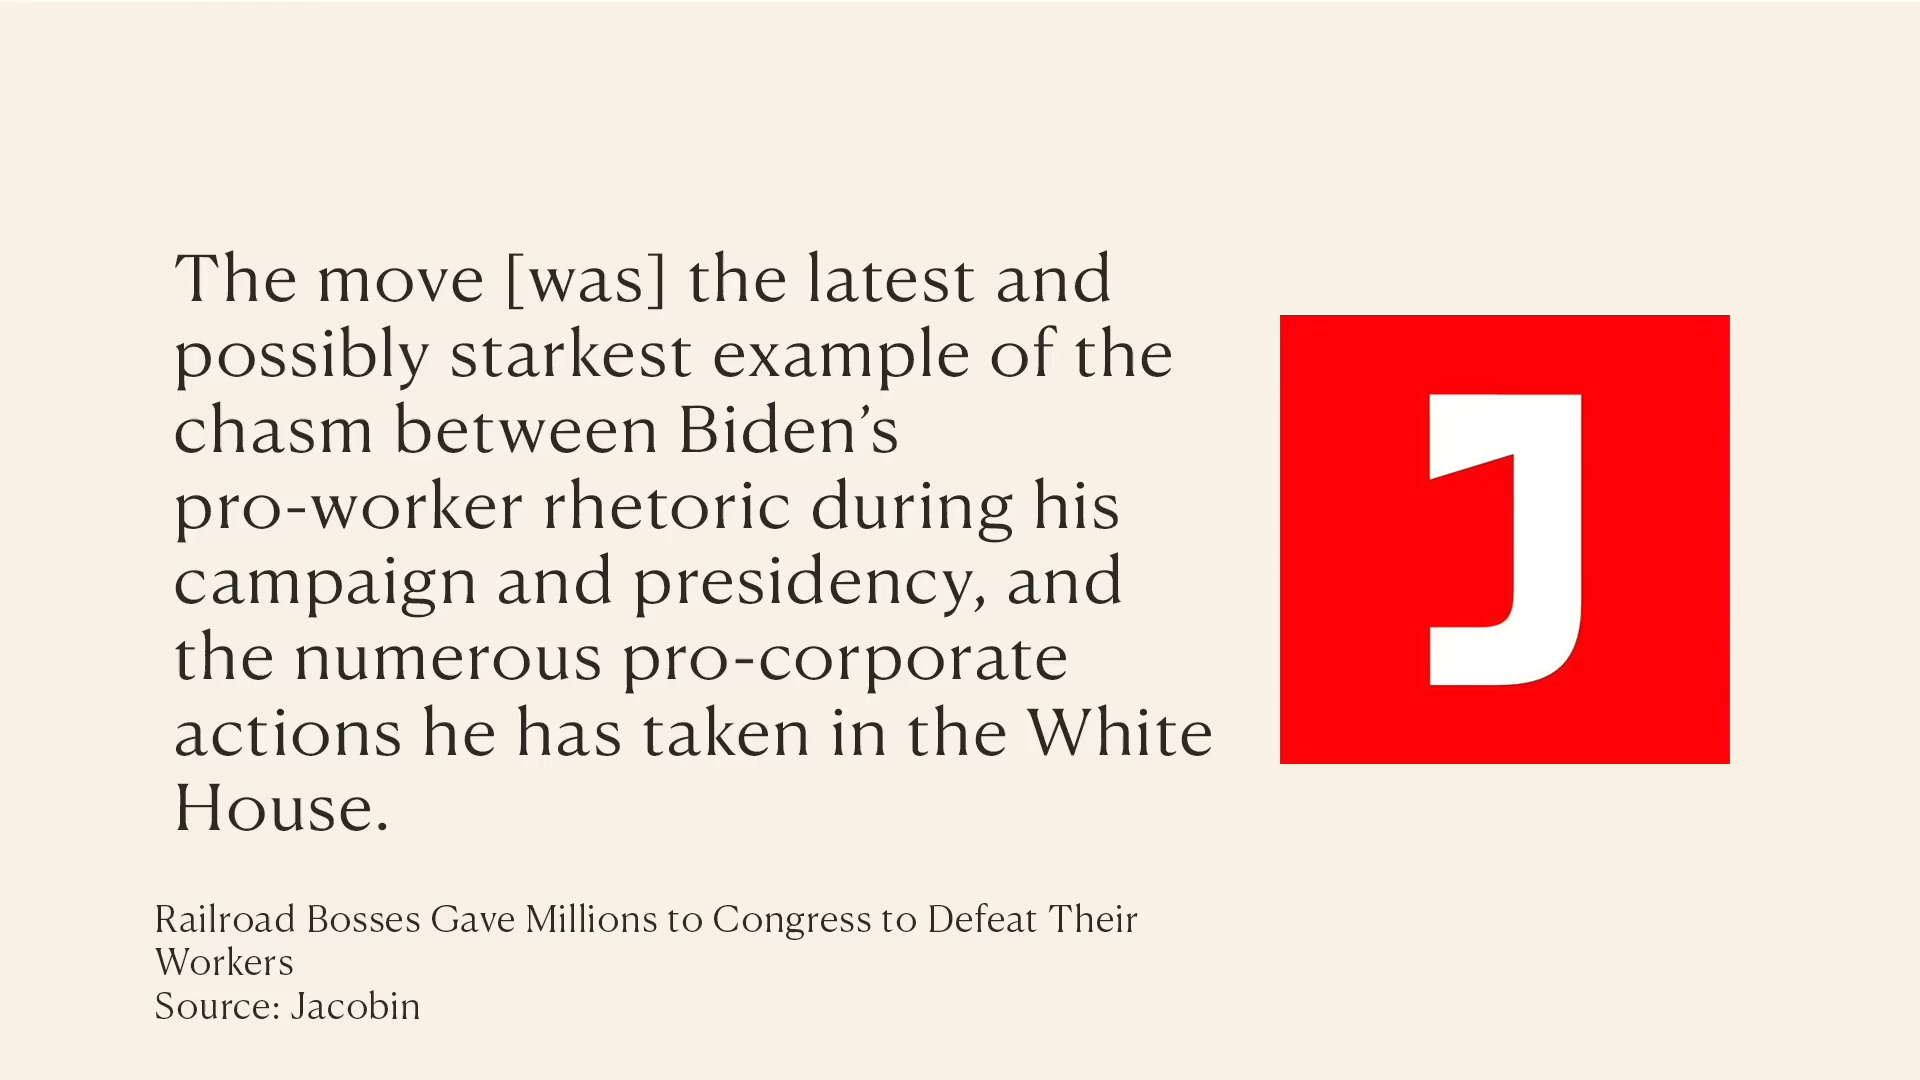 The move [was] the latest and
possibly starkest example of the
chasm between Biden’s
pro-worker rhetoric during his
campaign and presidency, and
the numerous pro-corporate
actions he has taken in the White
House.
J
Railroad Bosses Gave Millions to Congress to Defeat Their
Workers
Source: Jacobin